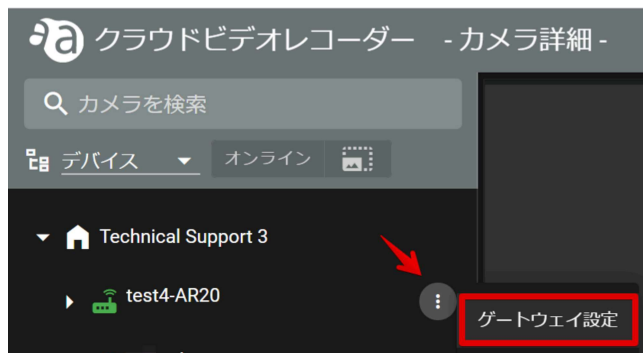 クラウドビデオレコーダー - カメラ詳細 -
カメラを検索
デバイス オンライン
Technical Support 3
test4-AR20
ゲートウェイ設定